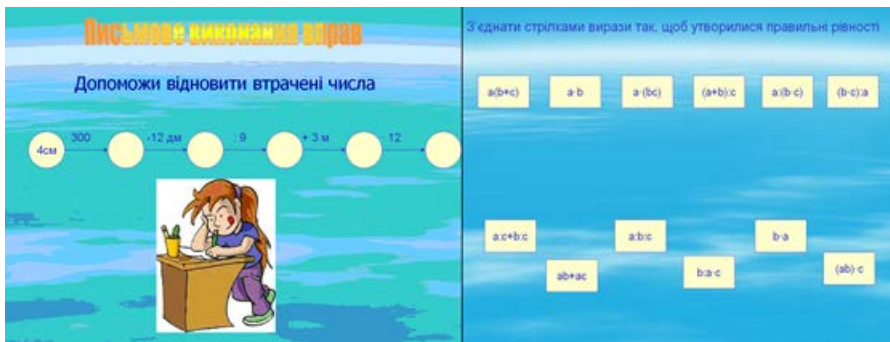 Письмове виконання вправ
Допоможи відновити втрачені числа
4см · 300 -12 дм : 9 + 3 м · 12
З'єднати стрілками вирази так, щоб утворилися правильні рівності
a(b+c) a·b a·(bc) (a+b):c a:(b·c) (b·c):a
a:c+b:c a:b:c b·a
ab+ac b:a·c (ab)·c